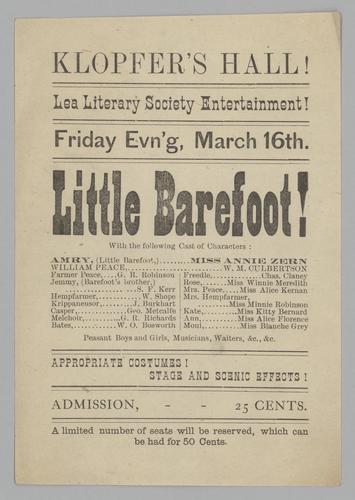 KLOPFER'S HALL!
Lea Literary Society Entertainment!
Friday Evn'g, March 16th.
Little Barefoot!
With the following Cast of Characters :
AMRY, (Little Barefoot,)........MISS ANNIE ZERN
WILLIAM PEACE,....................W. M. CULBERTSON
Farmer Peace,....G. R. Robinson
Jemmy, (Barefoot's brother,)
....................S. F. Kerr
Hempfarmer,............W. Shope
Krippaneusor,.........J. Burkhart
Casper,..............Geo. Metcalfe
Melchoir,.........G. R. Richards
Bates,...........W. O. Bosworth
Freedle,.............Chas. Claney
Rose,......Miss Winnie Meredith
Mrs. Peace,....Miss Alice Kernan
Mrs. Hempfarmer,
............Miss Minnie Robinson
Kate,..........Miss Kitty Bernard
Ann,...........Miss Alice Florence
Moni,.........Miss Blanche Grey
Peasant Boys and Girls, Musicians, Waiters, &c., &c.
APPROPRIATE COSTUMES!
STAGE AND SCENIC EFFECTS!
ADMISSION, - - 25 CENTS.
A limited number of seats will be reserved, which can
be had for 50 Cents.